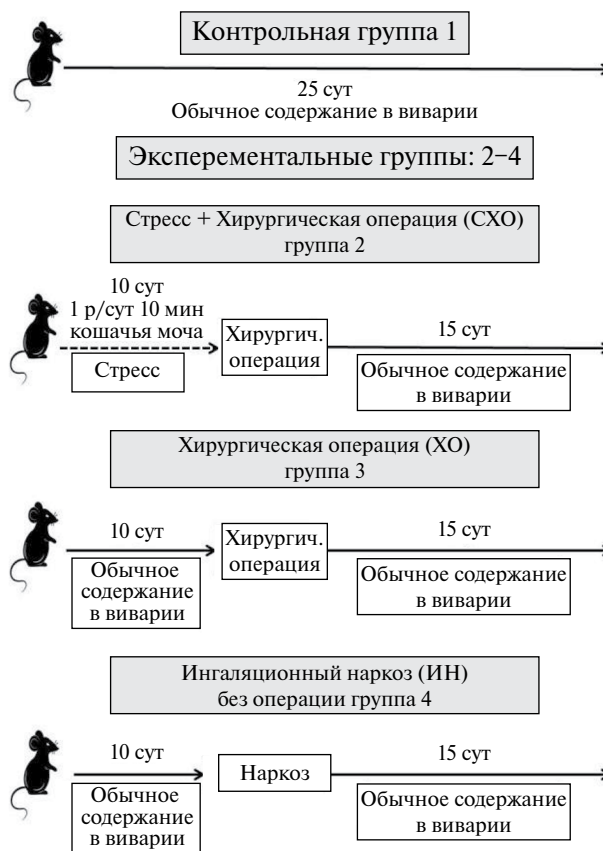 Контрольная группа 1
25 сут
Обычное содержание в виварии
Эксперементальные группы: 2–4
Стресс + Хирургическая операция (СХО)
группа 2
10 сут
1 р/сут 10 мин
кошачья моча
Стресс
Хирургич.
операция
15 сут
Обычное содержание
в виварии
Хирургическая операция (ХО)
группа 3
10 сут
Обычное
содержание
в виварии
Хирургич.
операция
15 сут
Обычное содержание
в виварии
Ингаляционный наркоз (ИН)
без операции группа 4
10 сут
Обычное
содержание
в виварии
Наркоз
15 сут
Обычное содержание
в виварии